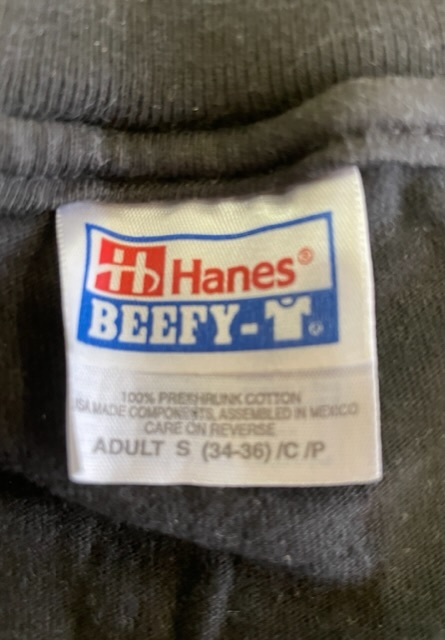 Hanes®
BEEFY-T®
100% PRESHRUNK COTTON
USA MADE COMPONENTS, ASSEMBLED IN MEXICO
CARE ON REVERSE
ADULT S (34-36) /C /P